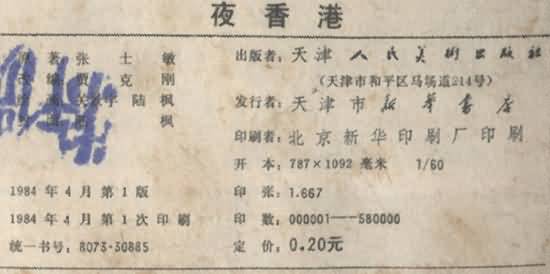 夜香港
著 张士敏
编 克刚
平 陆枫
枫
1984年4月第1版
1984年4月第1次印刷
统一书号：8073·30885
出版者：天津人民美术出版社
（天津市和平区马场道214号）
发行者：天津市新华书店
印刷者：北京新华印刷厂印刷
开本：787×1092毫米 1/60
印张：1.667
印数：000001—580000
定价：0.20元